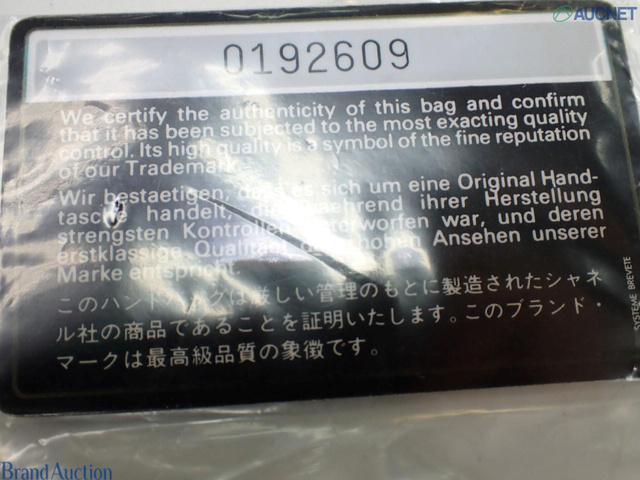 AUCNET
0192609
We certify the authenticity of this bag and confirm
that it has been subjected to the most exacting quality
control. Its high quality is a symbol of the fine reputation
of our Trademark
Wir bestaetigen, dass es sich um eine Original Hand-
tasche handelt, die waehrend ihrer Herstellung
strengsten Kontrollen unterworfen war, und deren
erstklassige Qualitaet dem hohen Ansehen unserer
Marke entspricht.
このハンドバッグは厳しい管理のもとに製造されたシャネ
ル社の商品であることを証明いたします。このブランド・
マークは最高級品質の象徴です。
SYSTEME BREVETE
Brand Auction